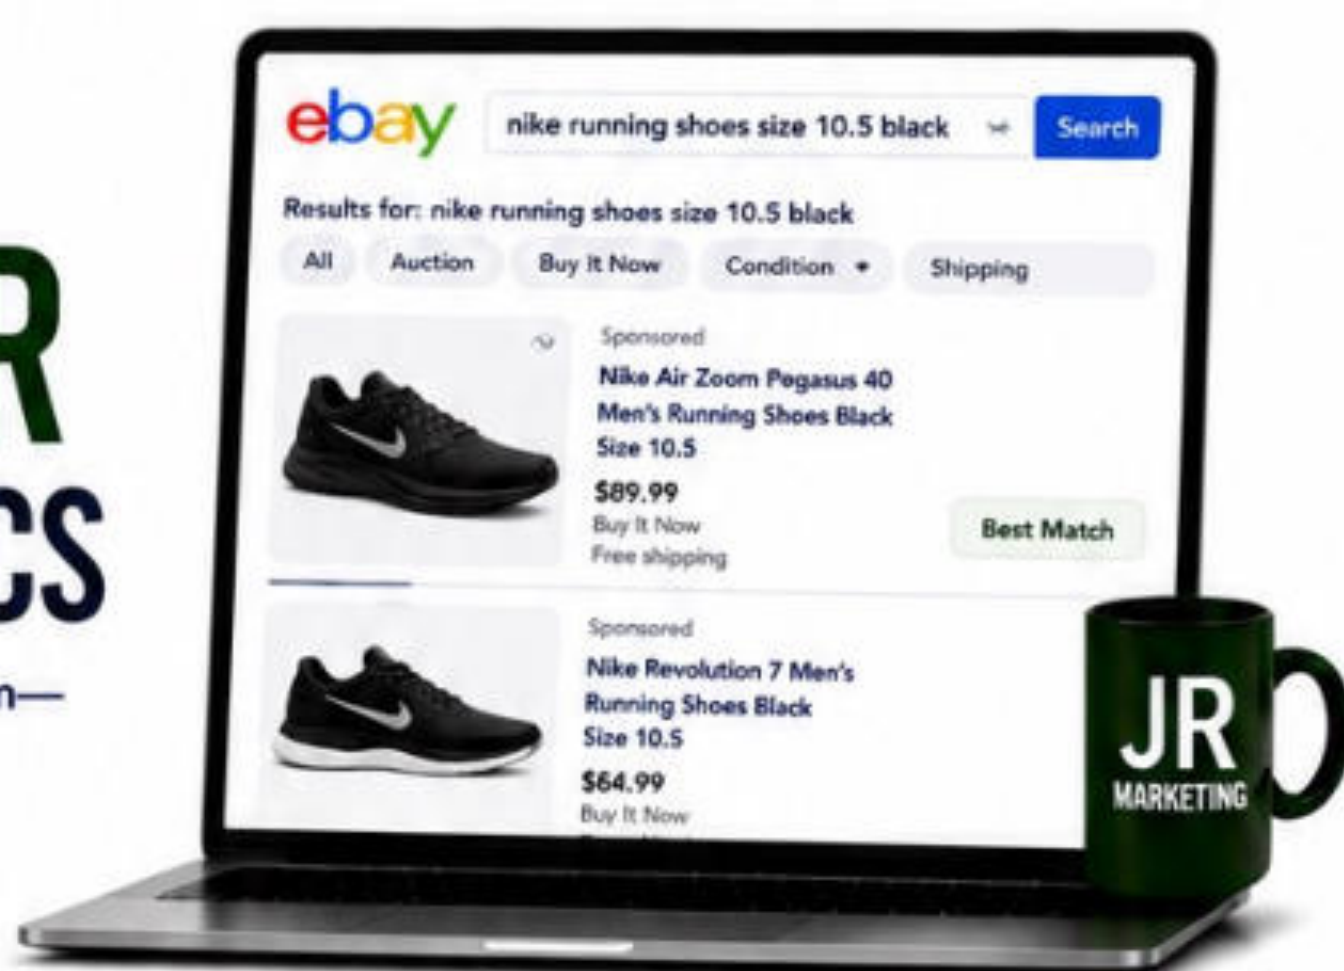 R
CS
n—
ebay
nike running shoes size 10.5 black
Search
Results for: nike running shoes size 10.5 black
All
Auction
Buy It Now
Condition
Shipping
Sponsored
Nike Air Zoom Pegasus 40
Men's Running Shoes Black
Size 10.5
$89.99
Buy It Now
Free shipping
Best Match
Sponsored
Nike Revolution 7 Men's
Running Shoes Black
Size 10.5
$64.99
Buy It Now
JR
MARKETING